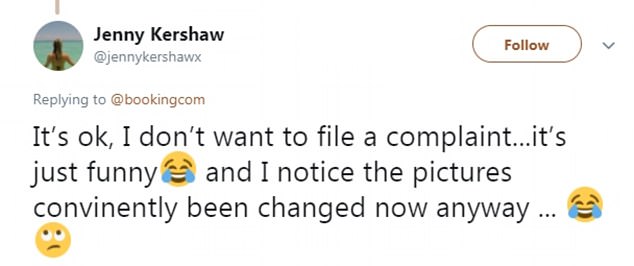 Jenny Kershaw
@jennykershawx
Follow
Replying to @bookingcom
It's ok, I don't want to file a complaint...it's
just funny😂 and I notice the pictures
convinently been changed now anyway ... 😂
🙄